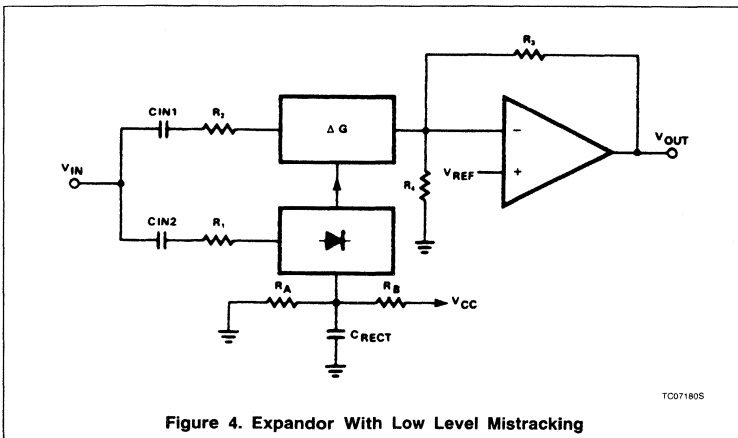 R₃
CIN1
R₂
Δ G
VIN
VOUT
VREF
−
+
R₄
CIN2
R₁
RA
RB
VCC
CRECT
TC07180S
Figure 4. Expandor With Low Level Mistracking